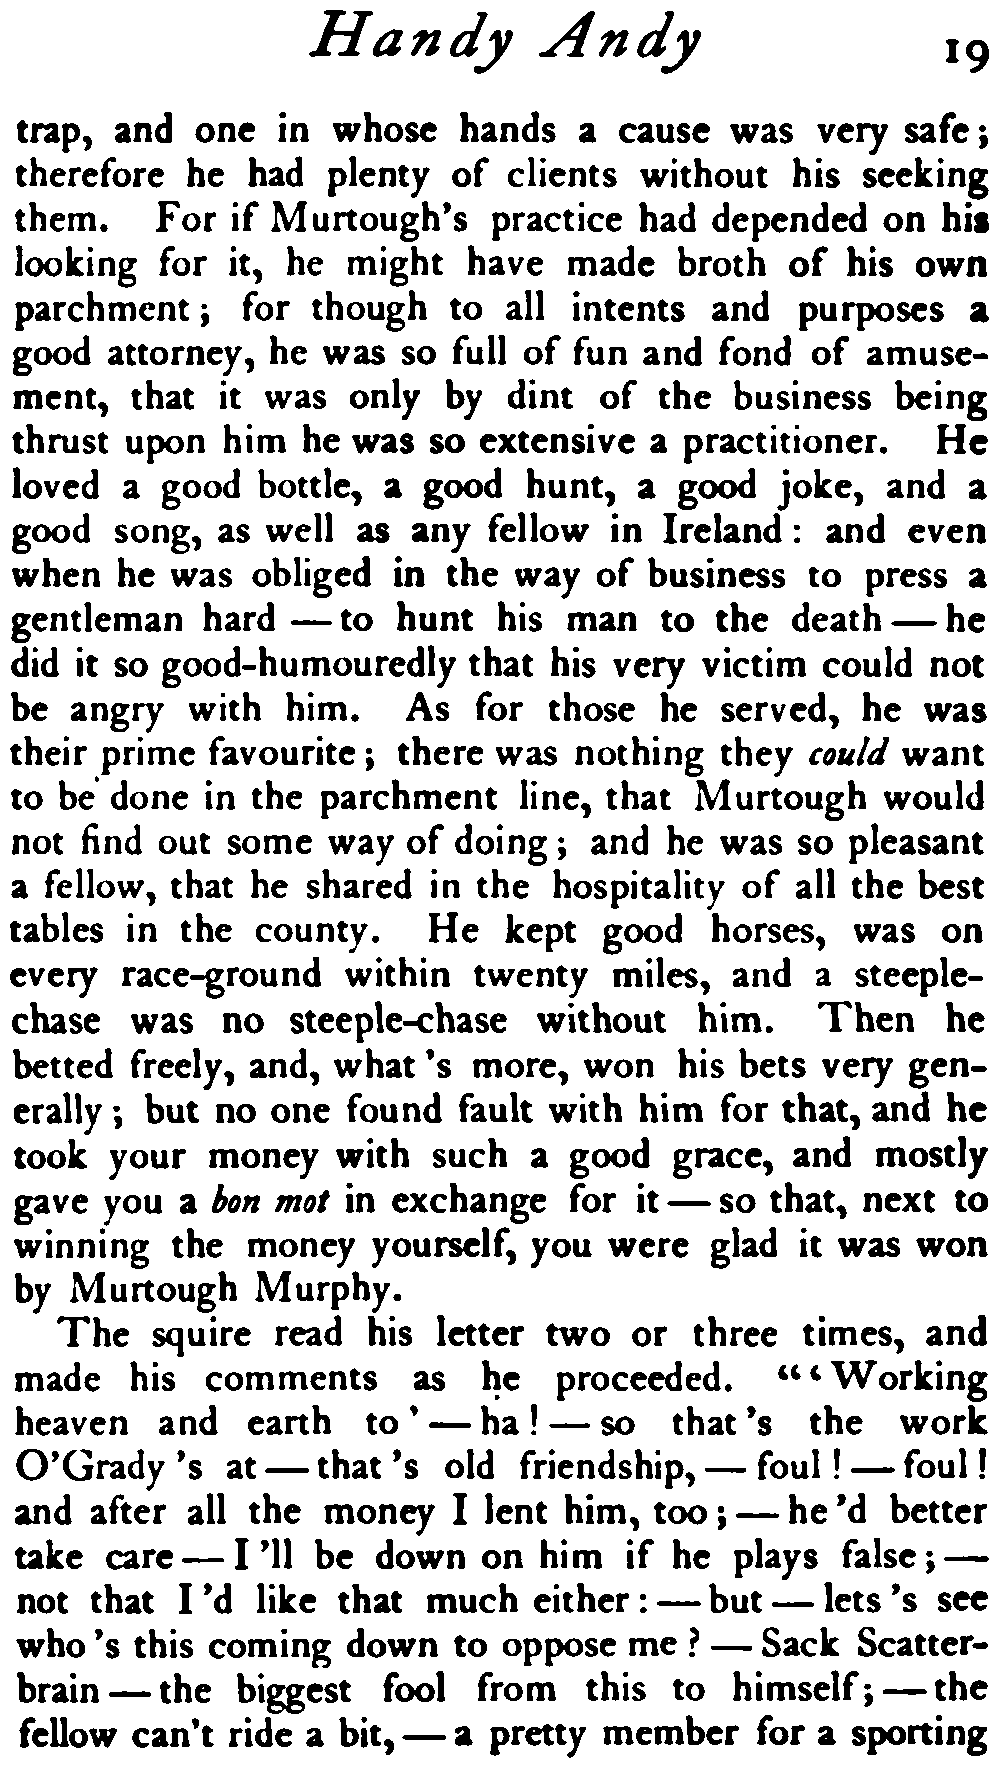 Handy Andy 19
trap, and one in whose hands a cause was very safe;
therefore he had plenty of clients without his seeking
them. For if Murtough's practice had depended on his
looking for it, he might have made broth of his own
parchment; for though to all intents and purposes a
good attorney, he was so full of fun and fond of amuse-
ment, that it was only by dint of the business being
thrust upon him he was so extensive a practitioner. He
loved a good bottle, a good hunt, a good joke, and a
good song, as well as any fellow in Ireland: and even
when he was obliged in the way of business to press a
gentleman hard — to hunt his man to the death — he
did it so good-humouredly that his very victim could not
be angry with him. As for those he served, he was
their prime favourite; there was nothing they could want
to be done in the parchment line, that Murtough would
not find out some way of doing; and he was so pleasant
a fellow, that he shared in the hospitality of all the best
tables in the county. He kept good horses, was on
every race-ground within twenty miles, and a steeple-
chase was no steeple-chase without him. Then he
betted freely, and, what's more, won his bets very gen-
erally; but no one found fault with him for that, and he
took your money with such a good grace, and mostly
gave you a bon mot in exchange for it — so that, next to
winning the money yourself, you were glad it was won
by Murtough Murphy.
The squire read his letter two or three times, and
made his comments as he proceeded. "'Working
heaven and earth to' — ha! — so that's the work
O'Grady's at — that's old friendship, — foul! — foul!
and after all the money I lent him, too; — he'd better
take care — I'll be down on him if he plays false; —
not that I'd like that much either: — but — lets's see
who's this coming down to oppose me? — Sack Scatter-
brain — the biggest fool from this to himself; — the
fellow can't ride a bit, — a pretty member for a sporting